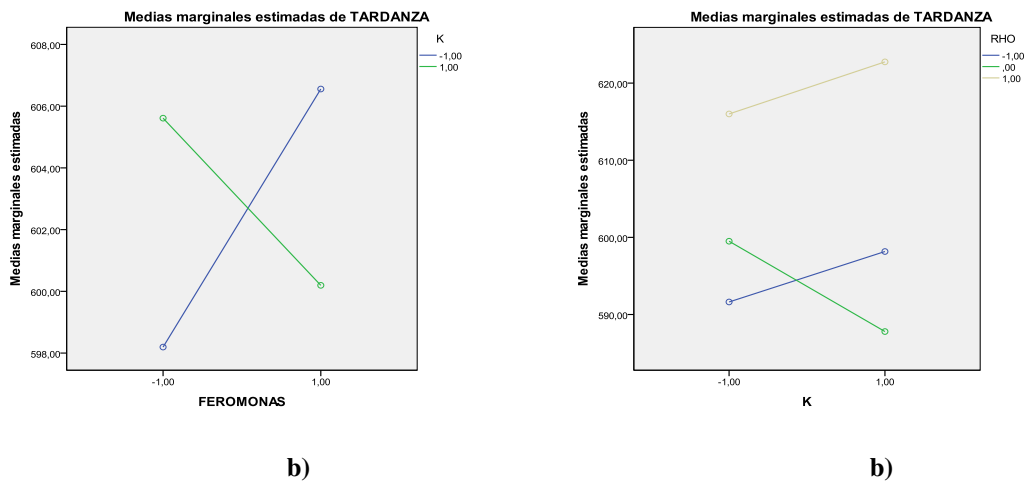 Medias marginales estimadas de TARDANZA
K
-1,00
1,00
Medias marginales estimadas
608,00
606,00
604,00
602,00
600,00
598,00
-1,00
1,00
FEROMONAS
b)
Medias marginales estimadas de TARDANZA
RHO
-1,00
,00
1,00
Medias marginales estimadas
620,00
610,00
600,00
590,00
-1,00
1,00
K
b)